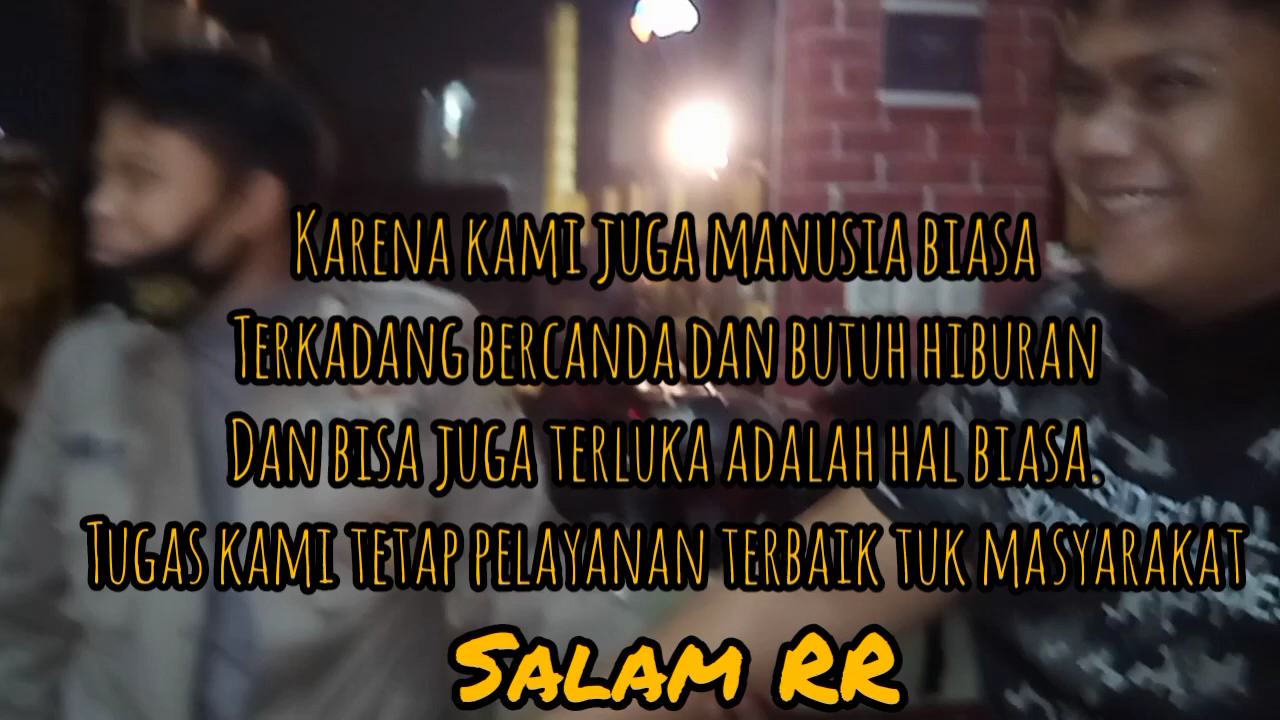 Karena kami juga manusia biasa
Terkadang bercanda dan butuh hiburan
Dan bisa juga terluka adalah hal biasa.
Tugas kami tetap pelayanan terbaik tuk masyarakat
Salam RR